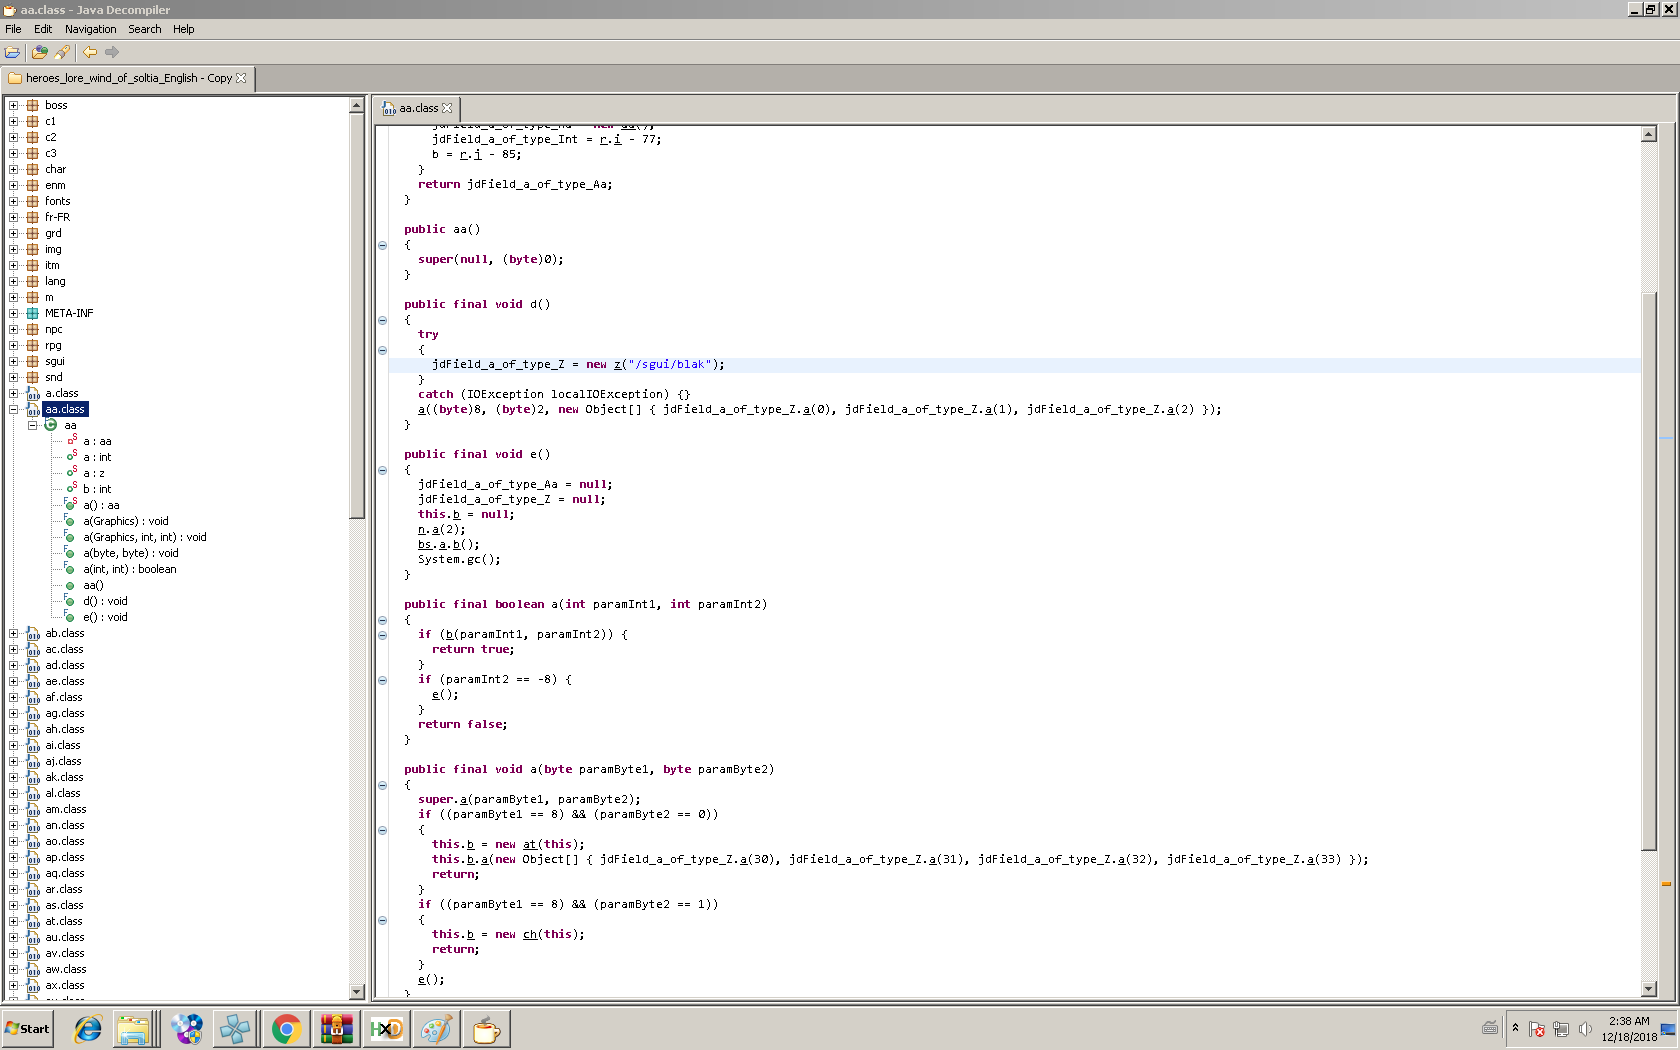 aa.class - Java Decompiler
File Edit Navigation Search Help
heroes_lore_wind_of_soltia_English - Copy
boss
c1
c2
c3
char
enm
fonts
fr-FR
grd
img
itm
lang
m
META-INF
npc
rpg
sgui
snd
a.class
aa.class
aa
a : aa
a : int
a : z
b : int
a() : aa
a(Graphics) : void
a(Graphics, int, int) : void
a(byte, byte) : void
a(int, int) : boolean
aa()
d() : void
e() : void
ab.class
ac.class
ad.class
ae.class
af.class
ag.class
ah.class
ai.class
aj.class
ak.class
al.class
am.class
an.class
ao.class
ap.class
aq.class
ar.class
as.class
at.class
au.class
av.class
aw.class
ax.class
aa.class
jdField_a_of_type_Int = r.i - 77;
b = r.j - 85;
}
return jdField_a_of_type_Aa;
}
public aa()
{
super(null, (byte)0);
}
public final void d()
{
try
{
jdField_a_of_type_Z = new z("/sgui/blak");
}
catch (IOException localIOException) {}
a((byte)8, (byte)2, new Object[] { jdField_a_of_type_Z.a(0), jdField_a_of_type_Z.a(1), jdField_a_of_type_Z.a(2) });
}
public final void e()
{
jdField_a_of_type_Aa = null;
jdField_a_of_type_Z = null;
this.b = null;
n.a(2);
bs.a.b();
System.gc();
}
public final boolean a(int paramInt1, int paramInt2)
{
if (b(paramInt1, paramInt2)) {
return true;
}
if (paramInt2 == -8) {
e();
}
return false;
}
public final void a(byte paramByte1, byte paramByte2)
{
super.a(paramByte1, paramByte2);
if ((paramByte1 == 8) && (paramByte2 == 0))
{
this.b = new at(this);
this.b.a(new Object[] { jdField_a_of_type_Z.a(30), jdField_a_of_type_Z.a(31), jdField_a_of_type_Z.a(32), jdField_a_of_type_Z.a(33) });
return;
}
if ((paramByte1 == 8) && (paramByte2 == 1))
{
this.b = new ch(this);
return;
}
e();
}
Start
HXD
2:38 AM
12/18/2018